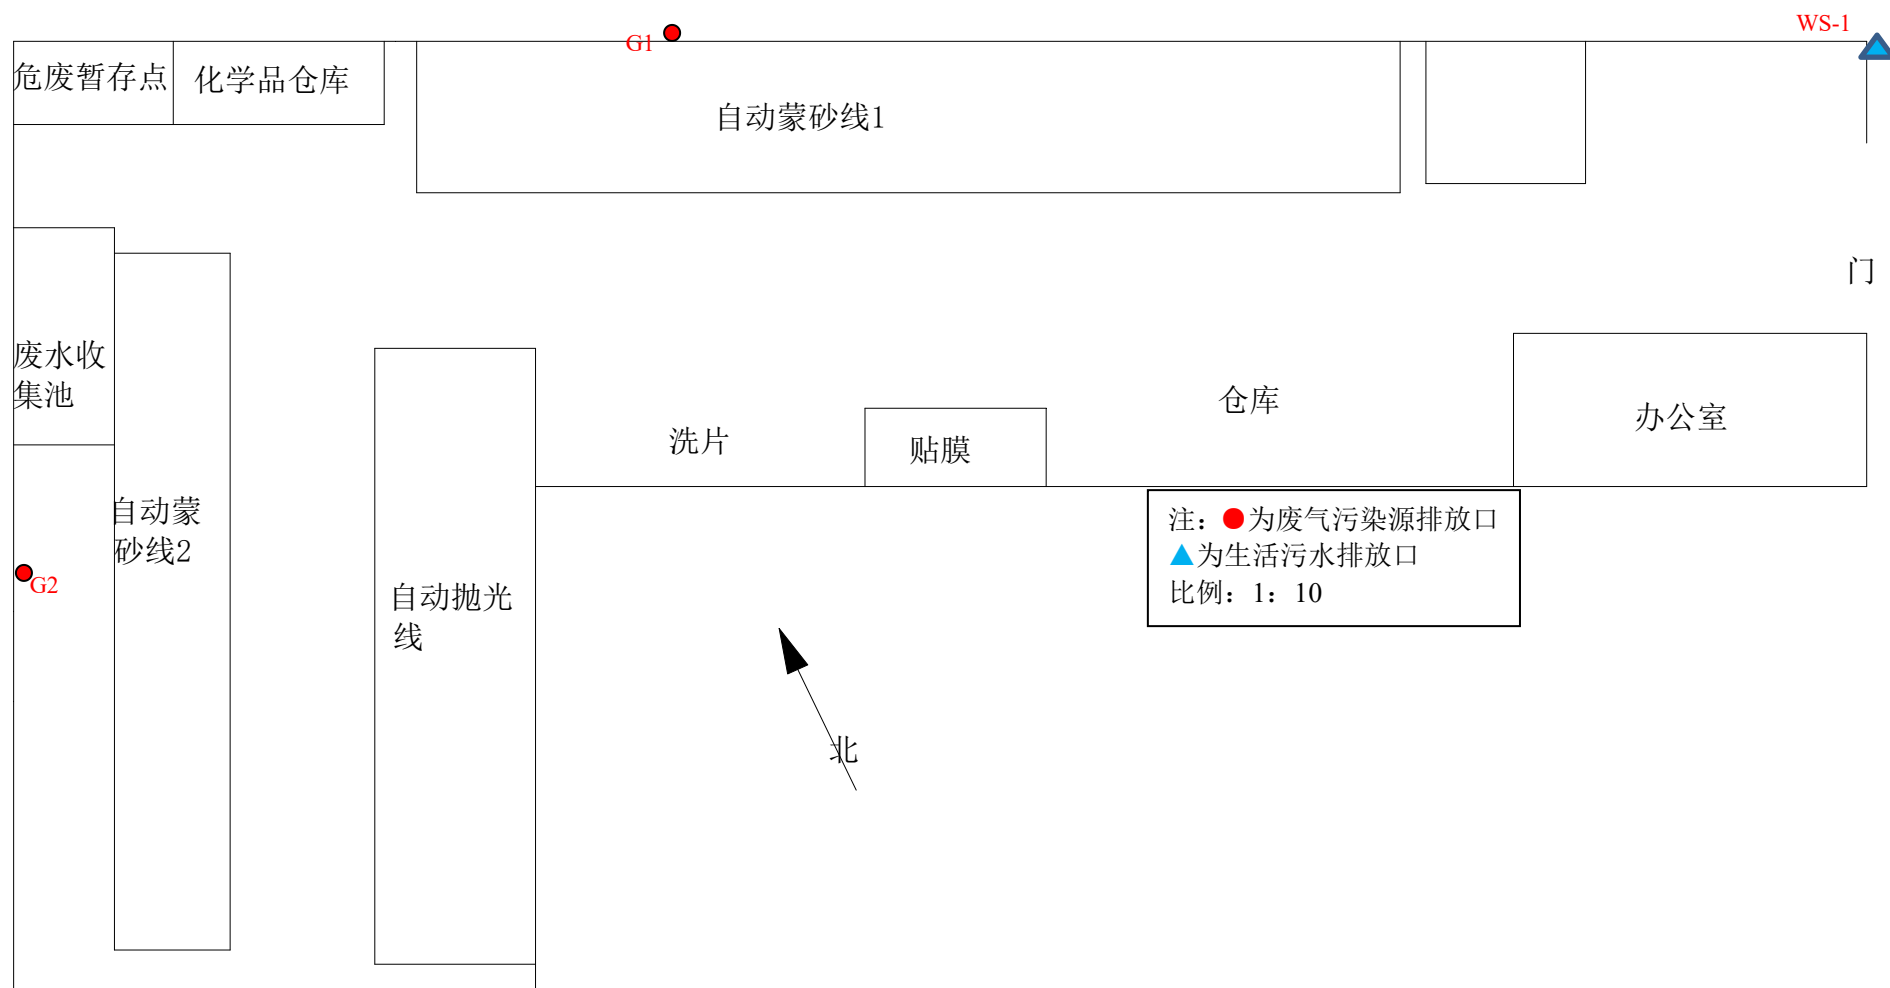 WS-1
G1
危废暂存点
化学品仓库
自动蒙砂线1
门
废水收
集池
仓库
办公室
洗片
贴膜
自动蒙
砂线2
G2
自动抛光
线
注：●为废气污染源排放口
▲为生活污水排放口
比例：1：10
北